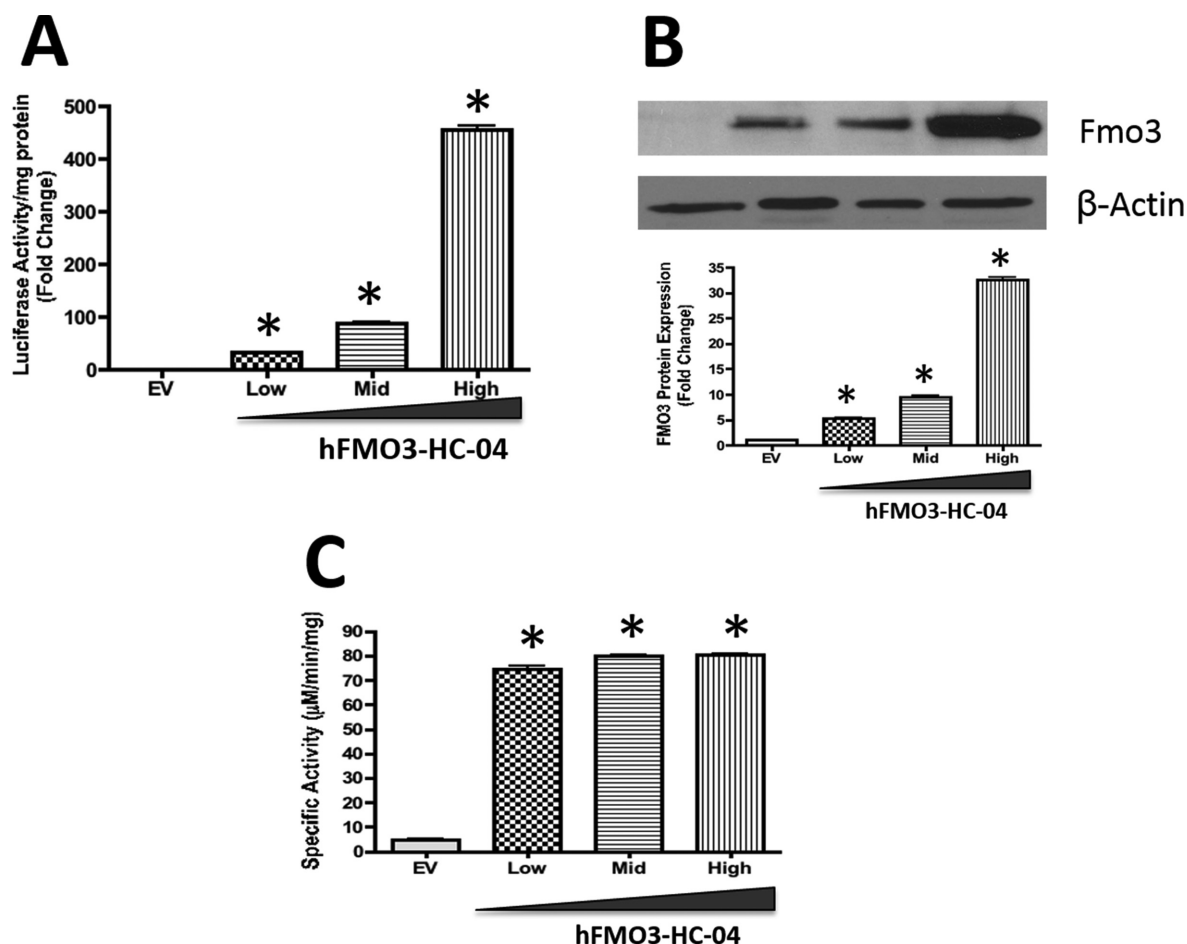 A
Luciferase Activity/mg protein
(Fold Change)
500
400
300
200
100
0
* * *
EV Low Mid High
hFMO3-HC-04
B
Fmo3
β-Actin
FMO3 Protein Expression
(Fold Change)
35
30
25
20
15
10
5
0
* * *
EV Low Mid High
hFMO3-HC-04
C
Specific Activity (µM/min/mg)
90
80
70
60
50
40
30
20
10
0
* * *
EV Low Mid High
hFMO3-HC-04